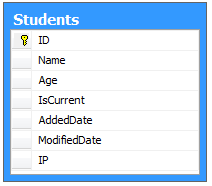 Students
ID
Name
Age
IsCurrent
AddedDate
ModifiedDate
IP